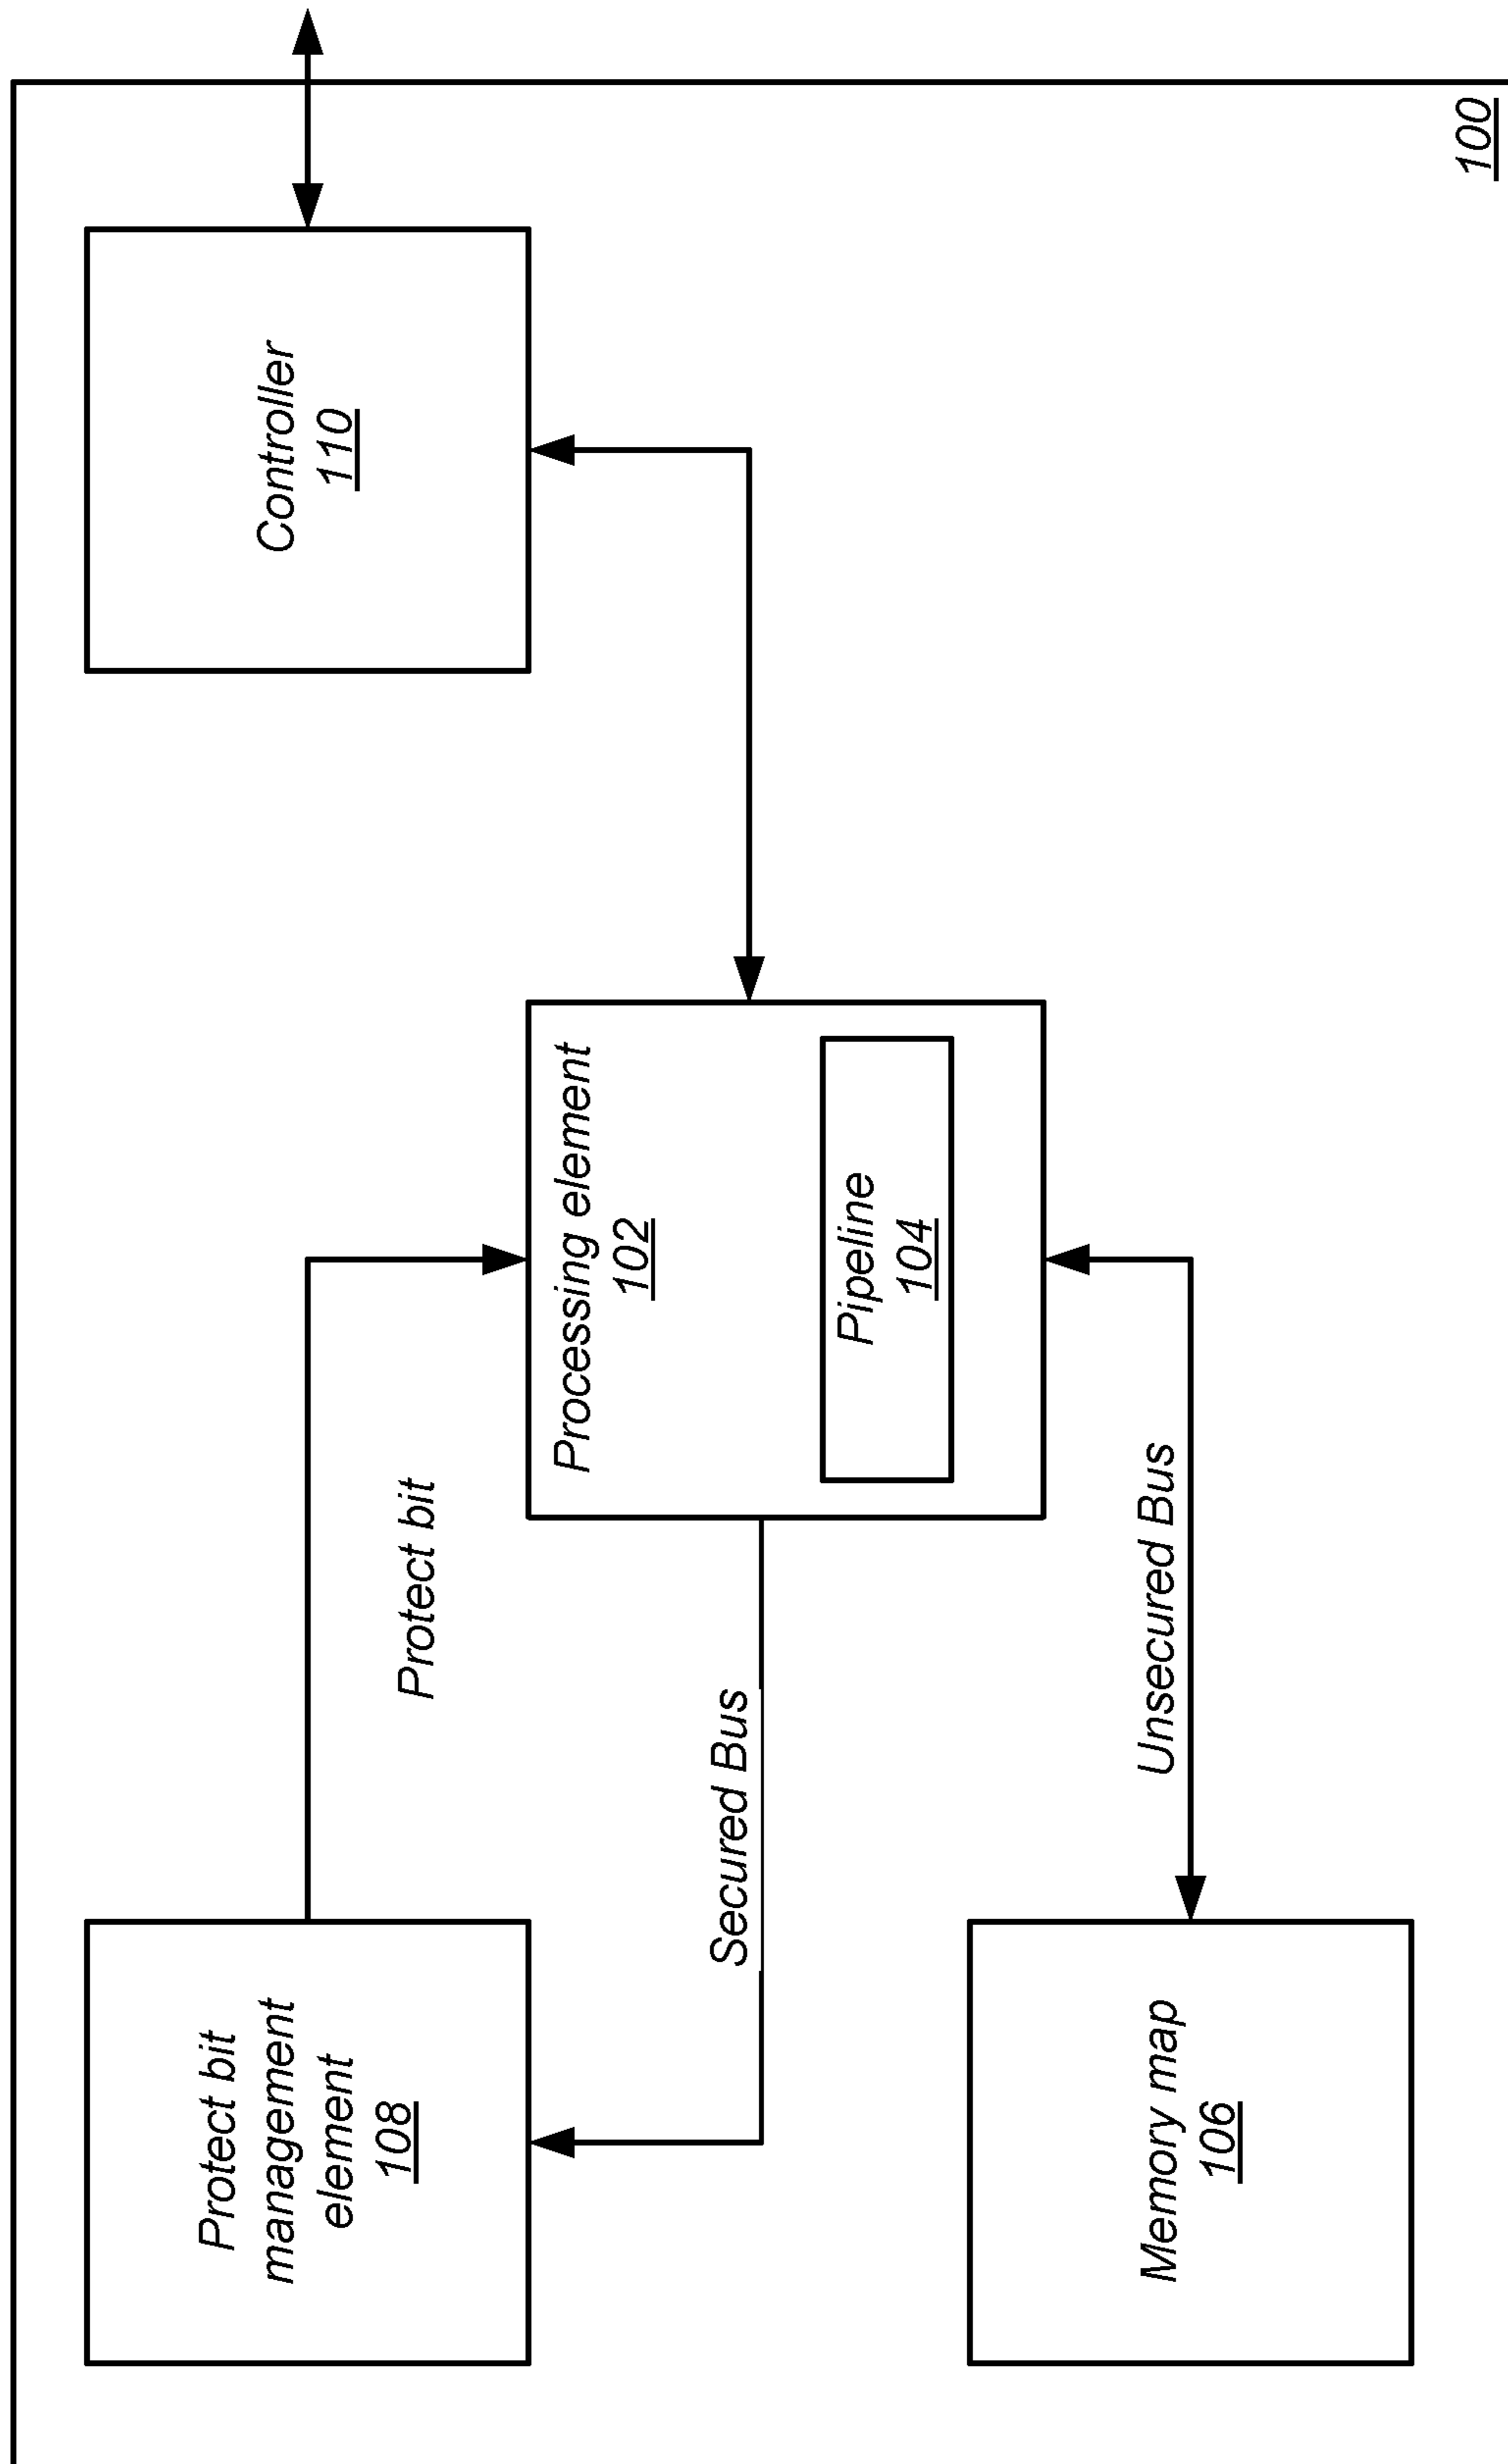 Protect bit
management
element
108
Protect bit
Processing element
102
Controller
110
Secured Bus
Pipeline
104
Memory map
106
Unsecured Bus
100